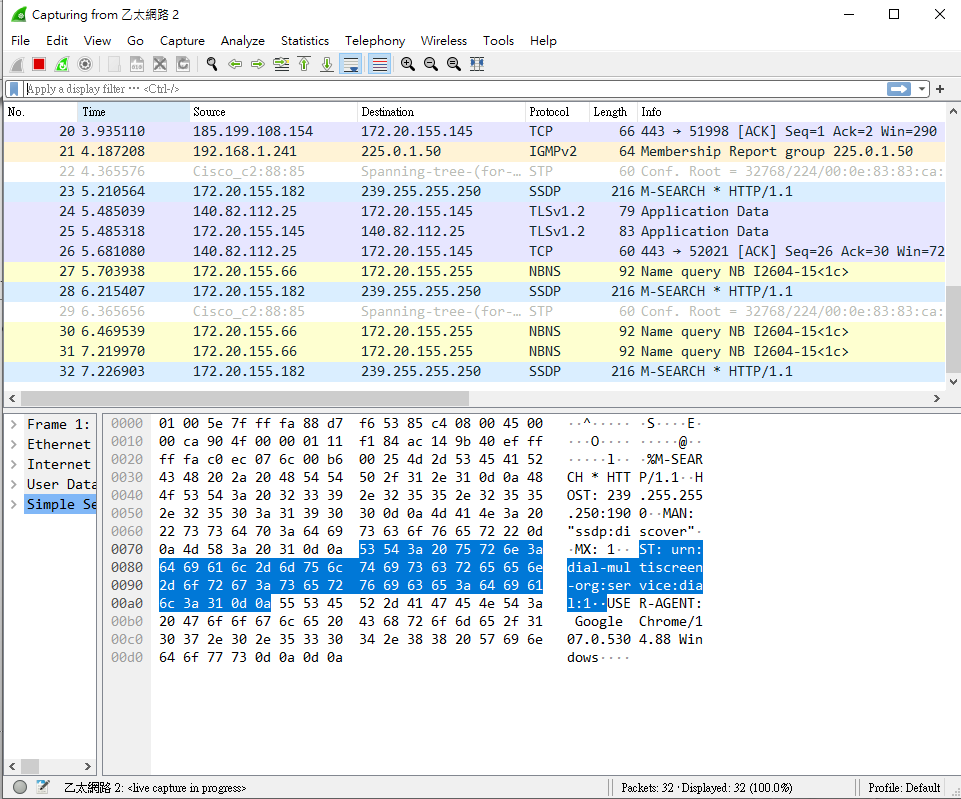 Capturing from 乙太網路 2
File Edit View Go Capture Analyze Statistics Telephony Wireless Tools Help
Apply a display filter … <Ctrl-/>
No. Time Source Destination Protocol Length Info
20 3.935110 185.199.108.154 172.20.155.145 TCP 66 443 → 51998 [ACK] Seq=1 Ack=2 Win=290
21 4.187208 192.168.1.241 225.0.1.50 IGMPv2 64 Membership Report group 225.0.1.50
22 4.365576 Cisco_c2:88:85 Spanning-tree-(for-… STP 60 Conf. Root = 32768/224/00:0e:83:83:ca:
23 5.210564 172.20.155.182 239.255.255.250 SSDP 216 M-SEARCH * HTTP/1.1
24 5.485039 140.82.112.25 172.20.155.145 TLSv1.2 79 Application Data
25 5.485318 172.20.155.145 140.82.112.25 TLSv1.2 83 Application Data
26 5.681080 140.82.112.25 172.20.155.145 TCP 60 443 → 52021 [ACK] Seq=26 Ack=30 Win=72
27 5.703938 172.20.155.66 172.20.155.255 NBNS 92 Name query NB I2604-15<1c>
28 6.215407 172.20.155.182 239.255.255.250 SSDP 216 M-SEARCH * HTTP/1.1
29 6.365656 Cisco_c2:88:85 Spanning-tree-(for-… STP 60 Conf. Root = 32768/224/00:0e:83:83:ca:
30 6.469539 172.20.155.66 172.20.155.255 NBNS 92 Name query NB I2604-15<1c>
31 7.219970 172.20.155.66 172.20.155.255 NBNS 92 Name query NB I2604-15<1c>
32 7.226903 172.20.155.182 239.255.255.250 SSDP 216 M-SEARCH * HTTP/1.1
Frame 1:
Ethernet
Internet
User Data
Simple Se
0000 01 00 5e 7f ff fa 88 d7 f6 53 85 c4 08 00 45 00 ··^····· ·S····E·
0010 00 ca 90 4f 00 00 01 11 f1 84 ac 14 9b 40 ef ff ···O···· ·····@··
0020 ff fa c0 ec 07 6c 00 b6 00 25 4d 2d 53 45 41 52 ·····l·· ·%M-SEAR
0030 43 48 20 2a 20 48 54 54 50 2f 31 2e 31 0d 0a 48 CH * HTT P/1.1··H
0040 4f 53 54 3a 20 32 33 39 2e 32 35 35 2e 32 35 35 OST: 239 .255.255
0050 2e 32 35 30 3a 31 39 30 30 0d 0a 4d 41 4e 3a 20 .250:190 0··MAN:
0060 22 73 73 64 70 3a 64 69 73 63 6f 76 65 72 22 0d "ssdp:di scover"·
0070 0a 4d 58 3a 20 31 0d 0a 53 54 3a 20 75 72 6e 3a ·MX: 1·· ST: urn:
0080 64 69 61 6c 2d 6d 75 6c 74 69 73 63 72 65 65 6e dial-mul tiscreen
0090 2d 6f 72 67 3a 73 65 72 76 69 63 65 3a 64 69 61 -org:ser vice:dia
00a0 6c 3a 31 0d 0a 55 53 45 52 2d 41 47 45 4e 54 3a l:1··USE R-AGENT:
00b0 20 47 6f 6f 67 6c 65 20 43 68 72 6f 6d 65 2f 31 Google Chrome/1
00c0 30 37 2e 30 2e 35 33 30 34 2e 38 38 20 57 69 6e 07.0.530 4.88 Win
00d0 64 6f 77 73 0d 0a 0d 0a dows····
乙太網路 2: <live capture in progress> Packets: 32 · Displayed: 32 (100.0%) Profile: Default